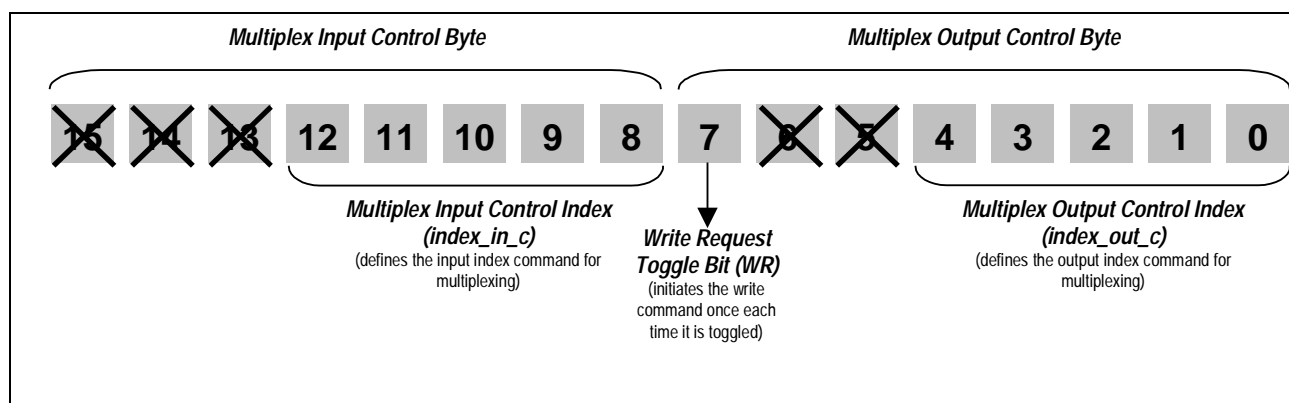 Multiplex Input Control Byte Multiplex Output Control Byte
15 14 13 12 11 10 9 8 7 6 5 4 3 2 1 0
Multiplex Input Control Index
(index_in_c)
(defines the input index command for
multiplexing)
Write Request
Toggle Bit (WR)
(initiates the write
command once each
time it is toggled)
Multiplex Output Control Index
(index_out_c)
(defines the output index command for
multiplexing)